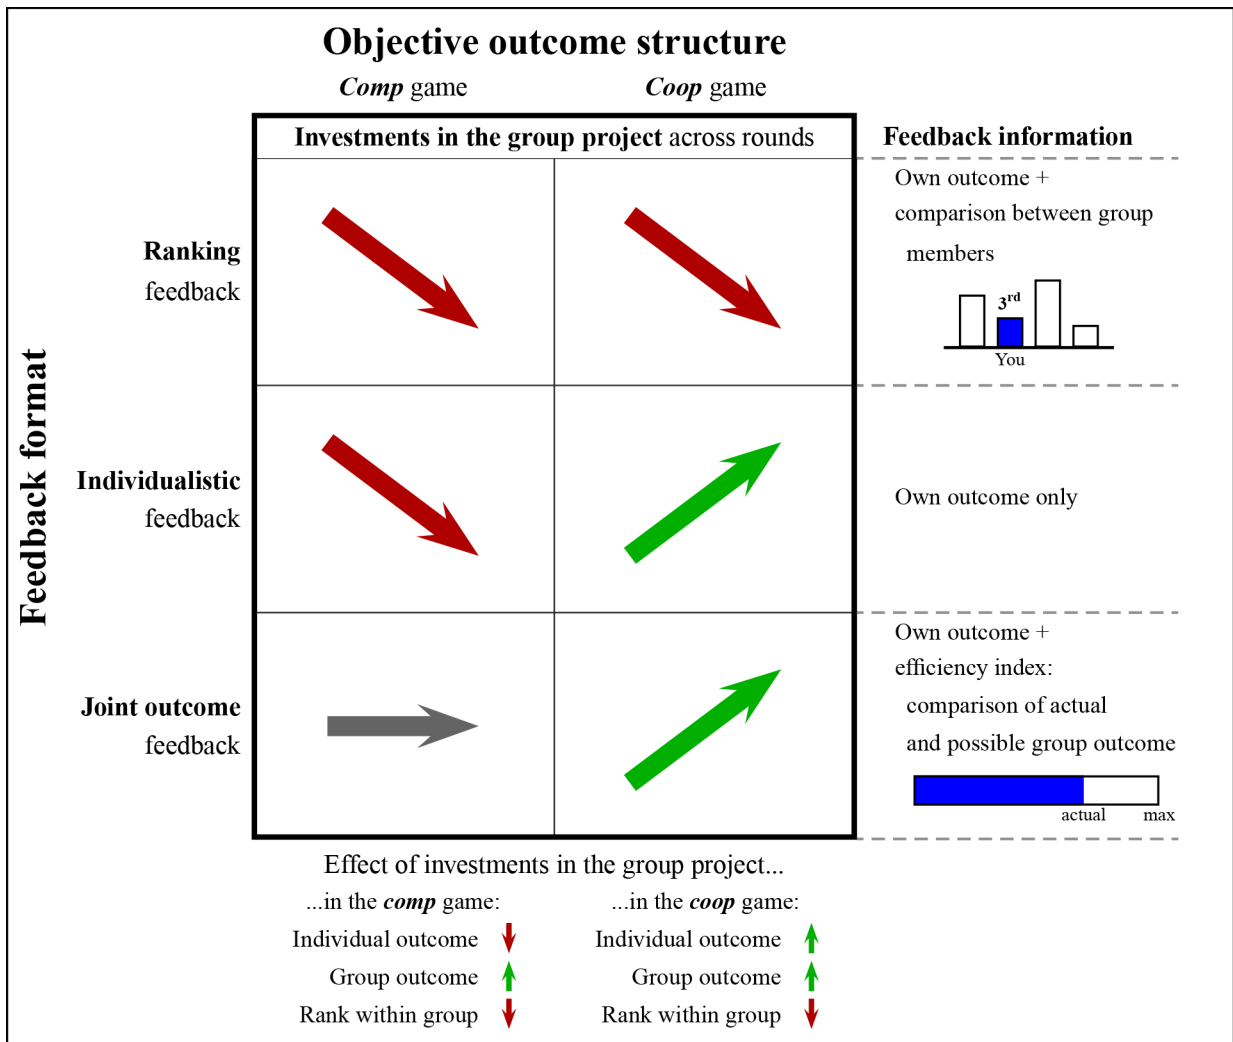 Objective outcome structure
Comp game
Coop game
Investments in the group project across rounds
Feedback information
Feedback format
Ranking
feedback
Own outcome +
comparison between group
members
3rd
You
Individualistic
feedback
Own outcome only
Joint outcome
feedback
Own outcome +
efficiency index:
comparison of actual
and possible group outcome
actual
max
Effect of investments in the group project...
...in the comp game:
Individual outcome
Group outcome
Rank within group
...in the coop game:
Individual outcome
Group outcome
Rank within group